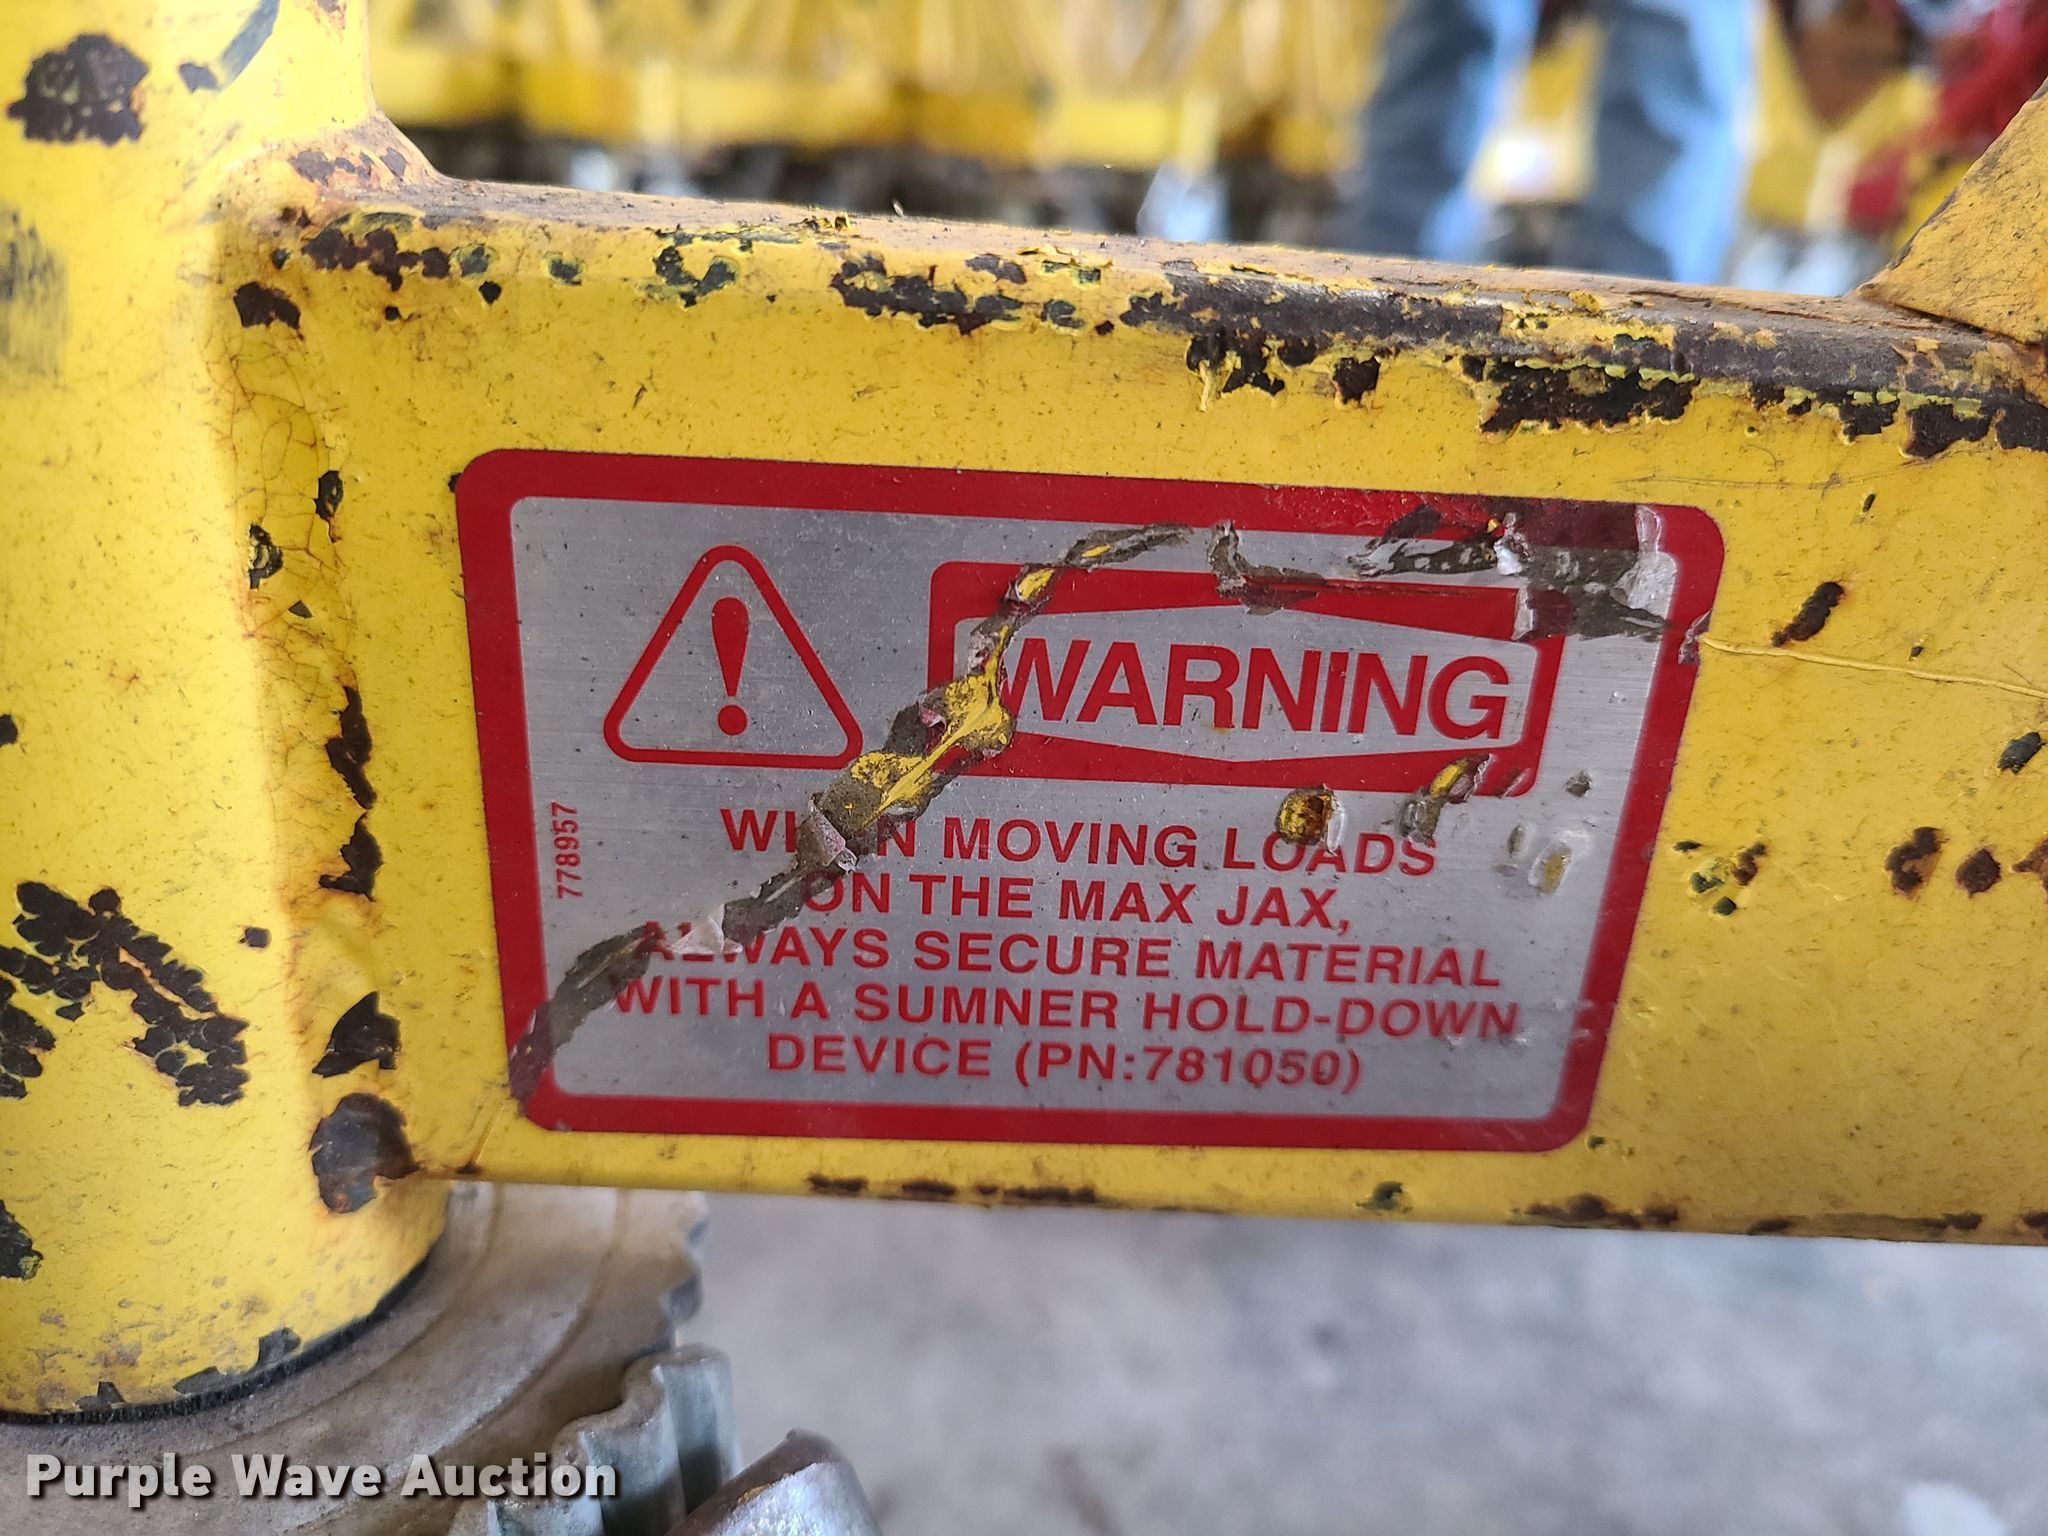 WARNING
WHEN MOVING LOADS
ON THE MAX JAX,
ALWAYS SECURE MATERIAL
WITH A SUMNER HOLD-DOWN
DEVICE (PN:781050)
778957
Purple Wave Auction